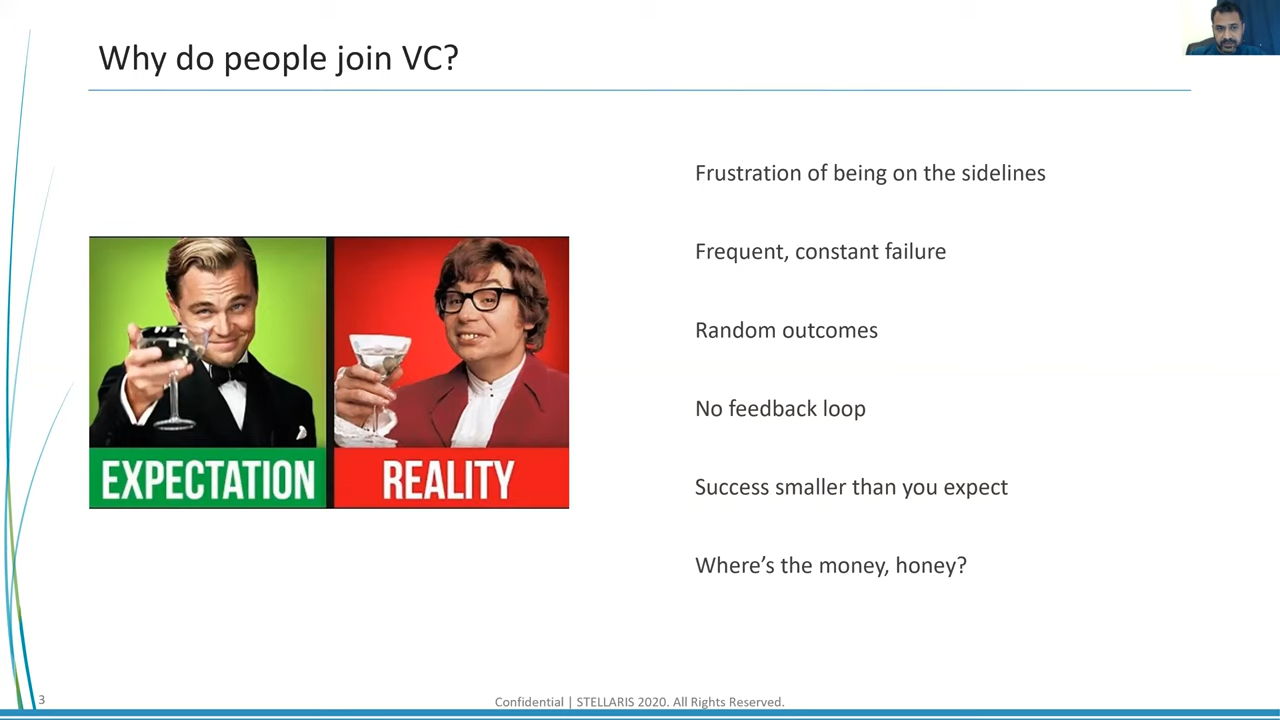 Why do people join VC?
Frustration of being on the sidelines
Frequent, constant failure
Random outcomes
No feedback loop
Success smaller than you expect
Where’s the money, honey?
EXPECTATION
REALITY
3
Confidential | STELLARIS 2020. All Rights Reserved.